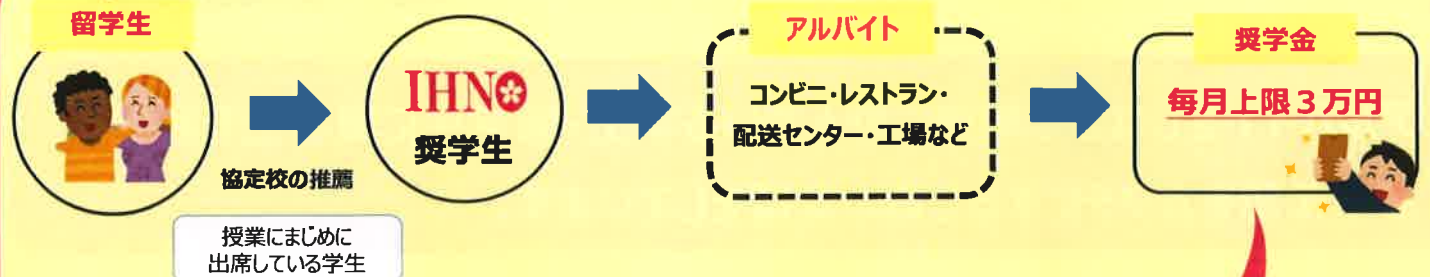 留学生
協定校の推薦
授業にまじめに
出席している学生
IHNO
奨学生
アルバイト
コンビニ・レストラン・
配送センター・工場など
奨学金
毎月上限3万円